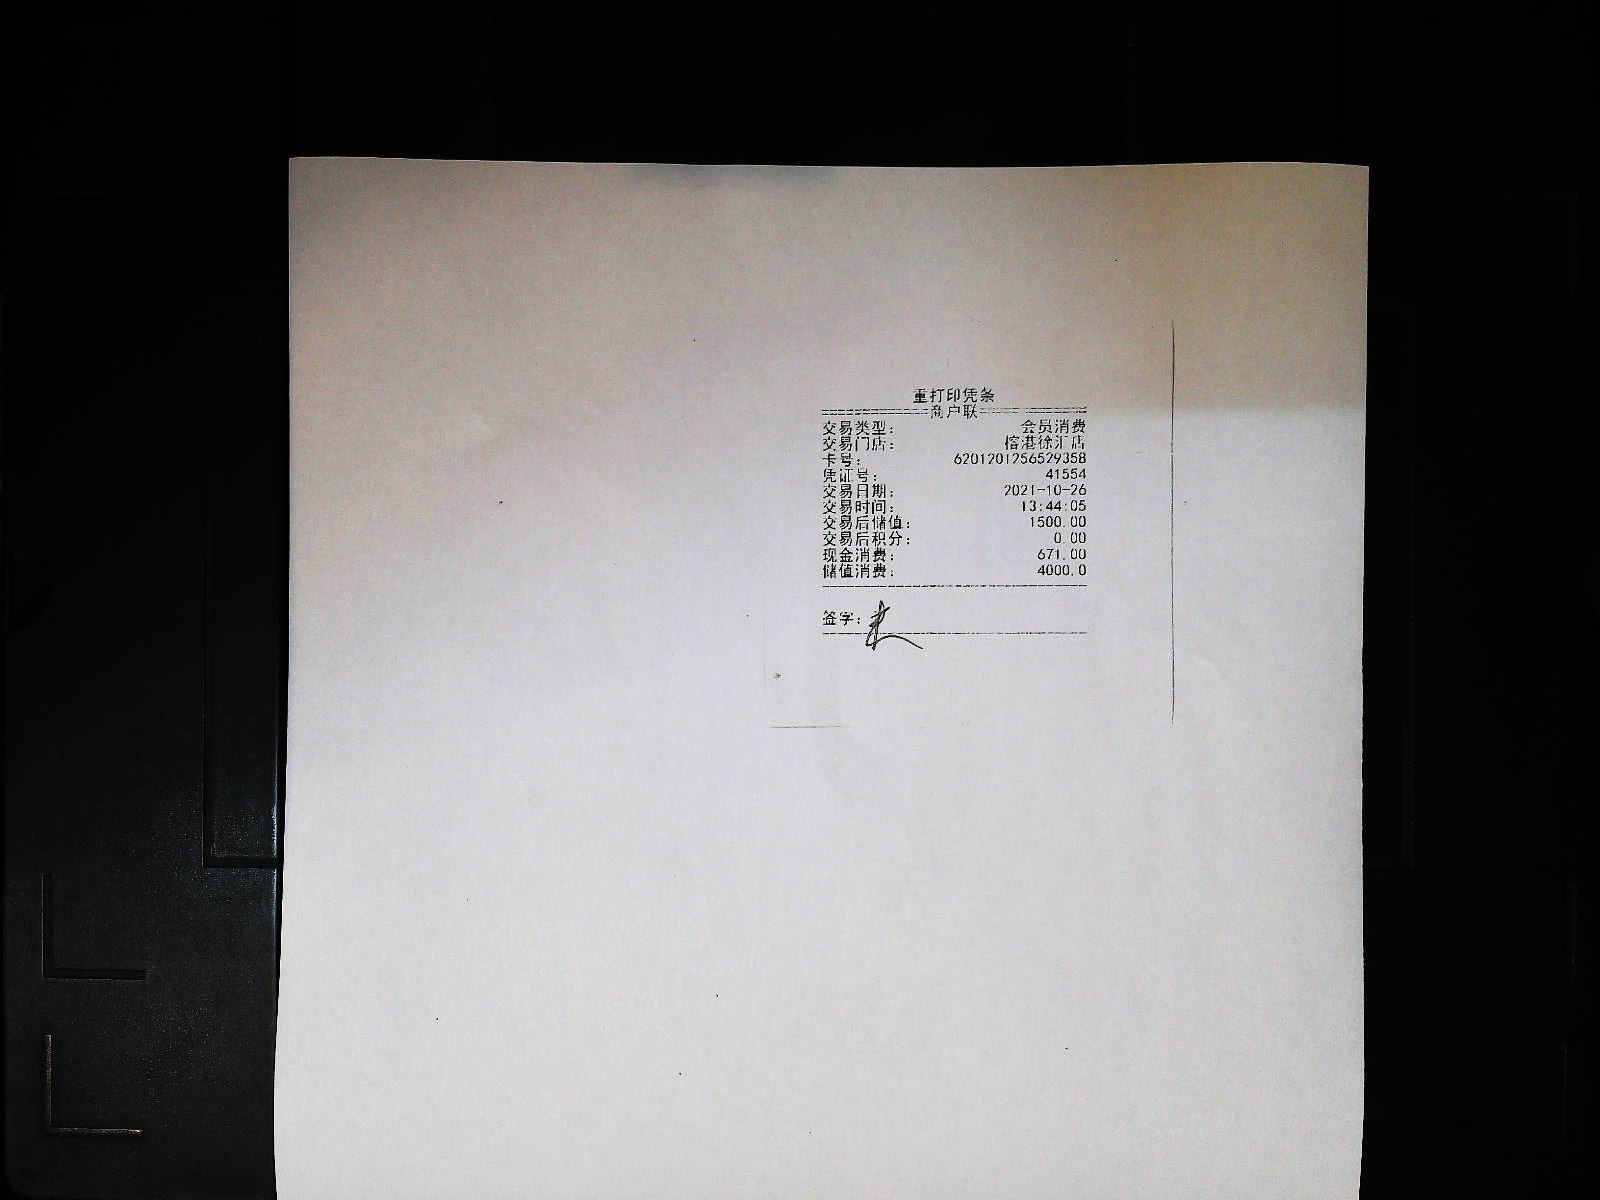 重打印凭条
============商户联============
交易类型： 会员消费
交易门店： 榕港徐汇店
卡号： 6201201256529358
凭证号： 41554
交易日期： 2021-10-26
交易时间： 13:44:05
交易后储值： 1500.00
交易后积分： 0.00
现金消费： 671.00
储值消费： 4000.0
签字：